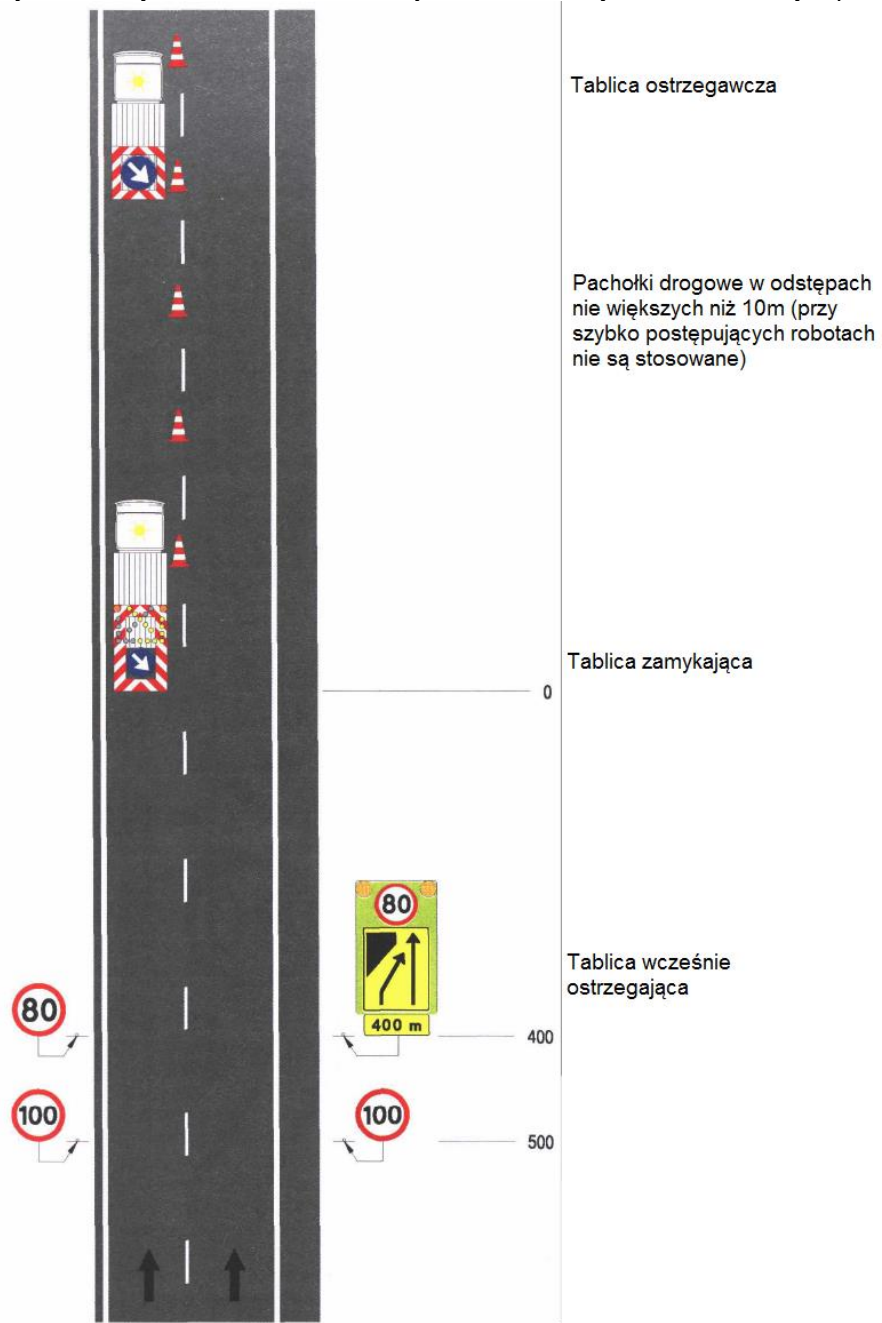 Tablica ostrzegawcza
Pachołki drogowe w odstępach
nie większych niż 10m (przy
szybko postępujących robotach
nie są stosowane)
Tablica zamykająca
0
80
Tablica wcześnie
ostrzegająca
80
400 m
400
100
100
500